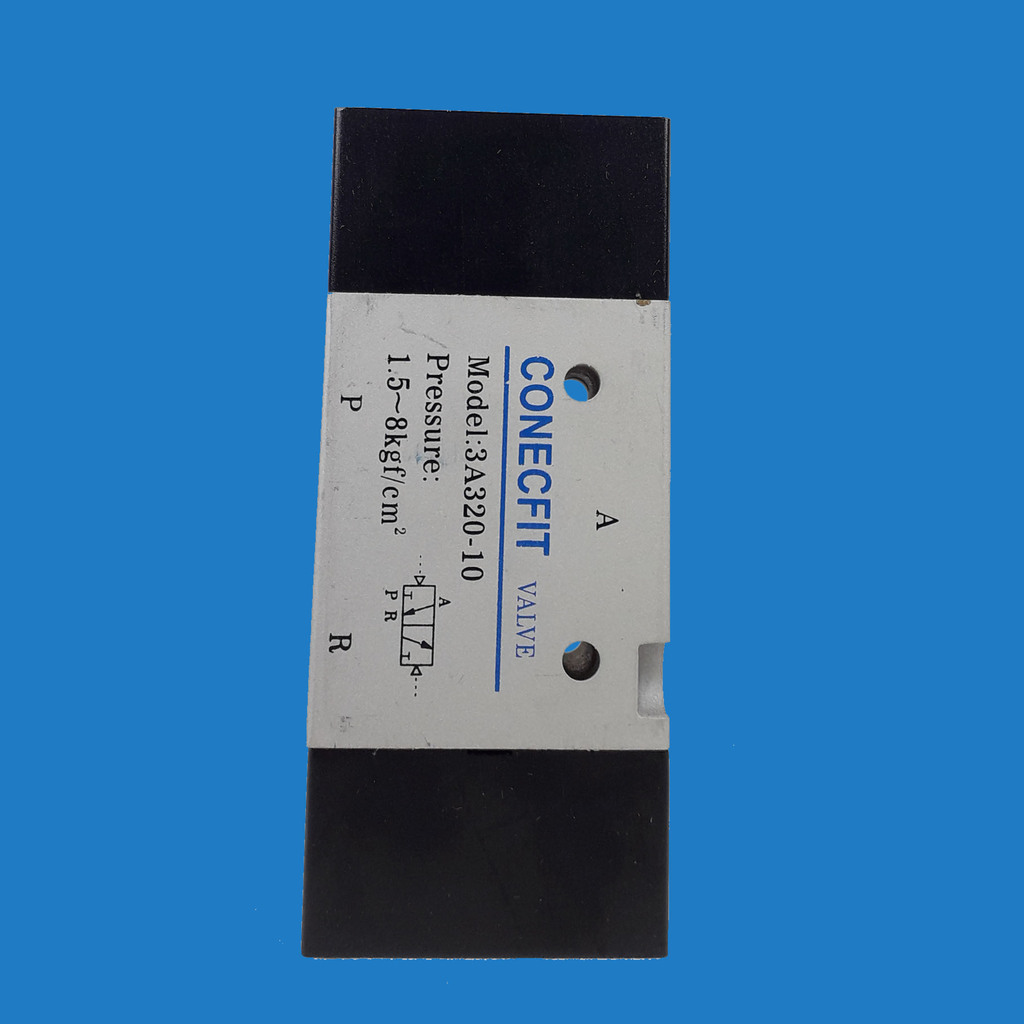 A
CONECFIT VALVE
Model:3A320-10
Pressure:
1.5~8kgf/cm²
A
T T
P R
P R